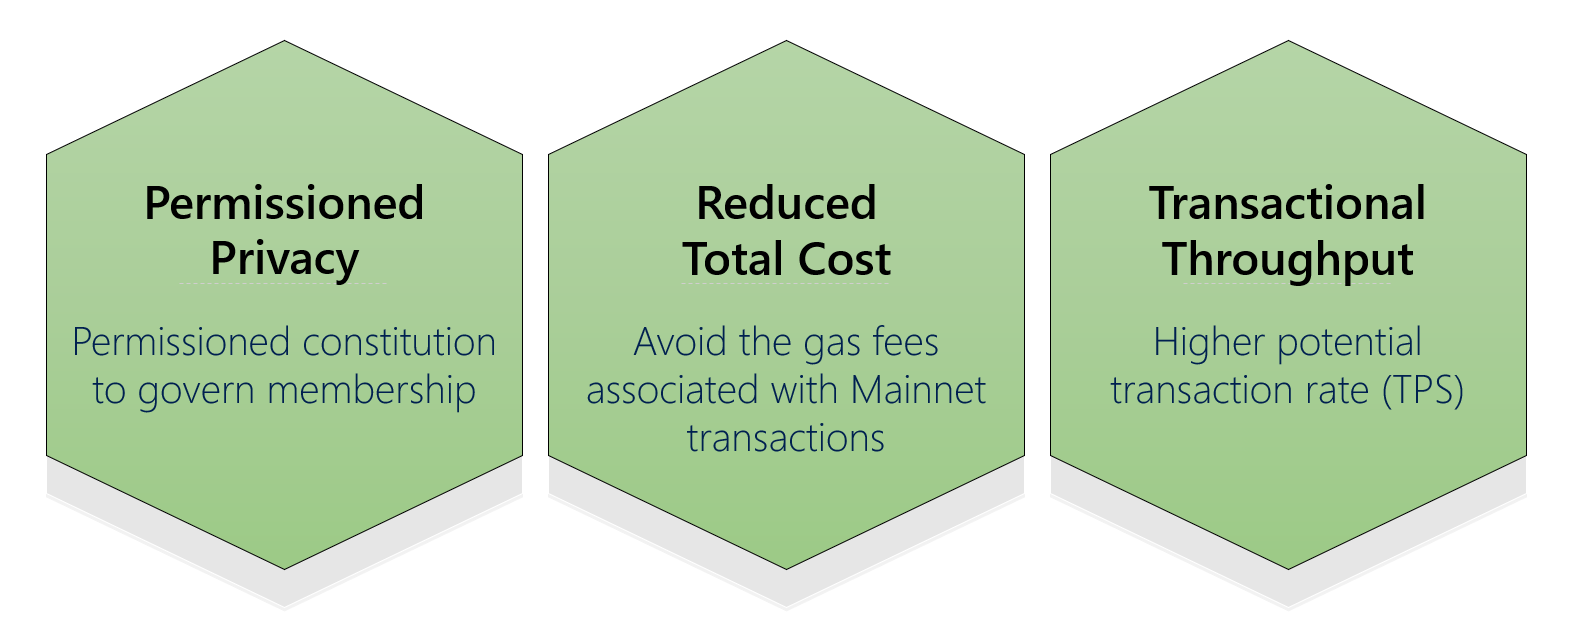 Permissioned
Privacy
Permissioned constitution
to govern membership
Reduced
Total Cost
Avoid the gas fees
associated with Mainnet
transactions
Transactional
Throughput
Higher potential
transaction rate (TPS)